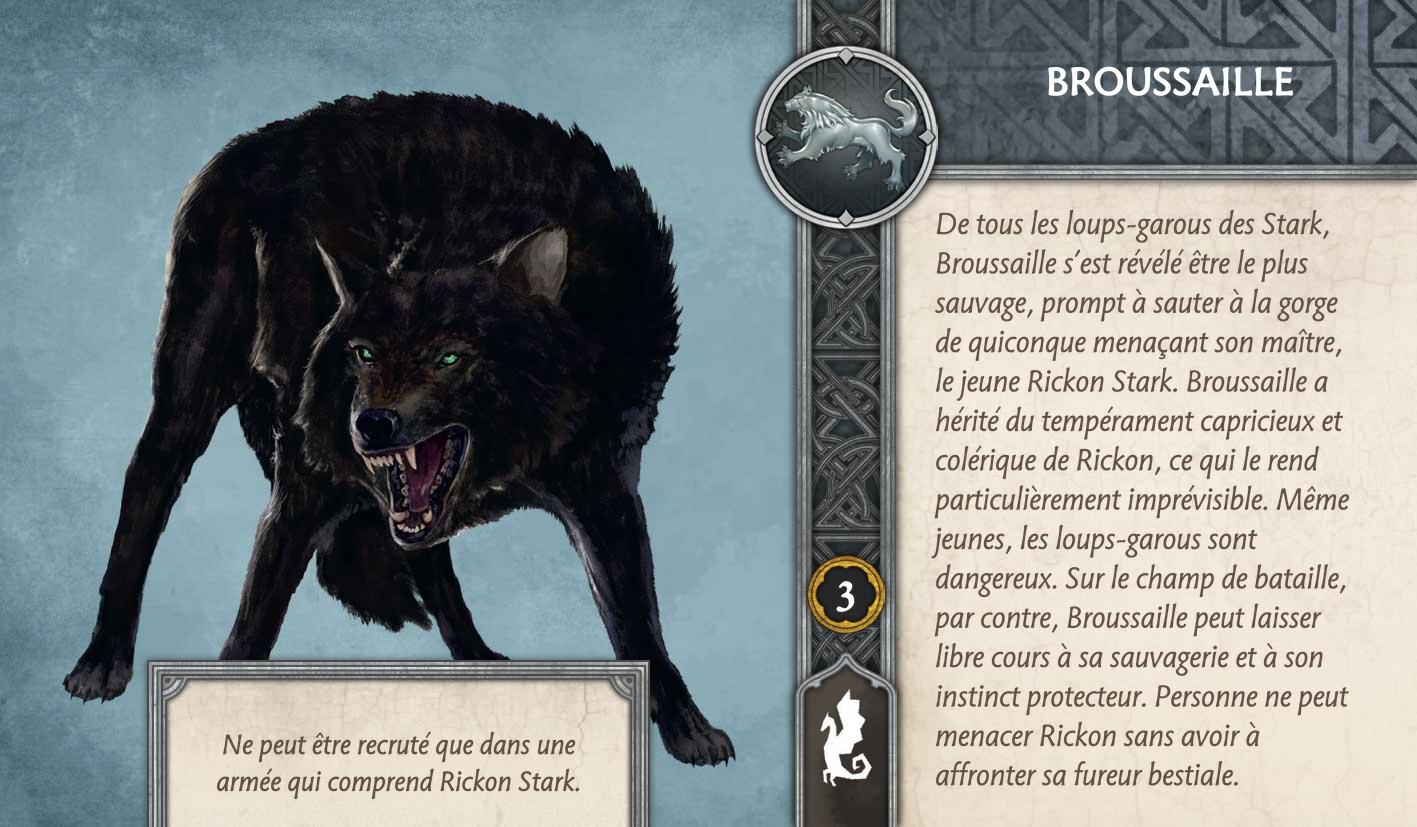 BROUSSAILLE
De tous les loups-garous des Stark,
Broussaille s'est révélé être le plus
sauvage, prompt à sauter à la gorge
de quiconque menaçant son maître,
le jeune Rickon Stark. Broussaille a
hérité du tempérament capricieux et
colérique de Rickon, ce qui le rend
particulièrement imprévisible. Même
jeunes, les loups-garous sont
dangereux. Sur le champ de bataille,
par contre, Broussaille peut laisser
libre cours à sa sauvagerie et à son
instinct protecteur. Personne ne peut
menacer Rickon sans avoir à
affronter sa fureur bestiale.
3
Ne peut être recruté que dans une
armée qui comprend Rickon Stark.